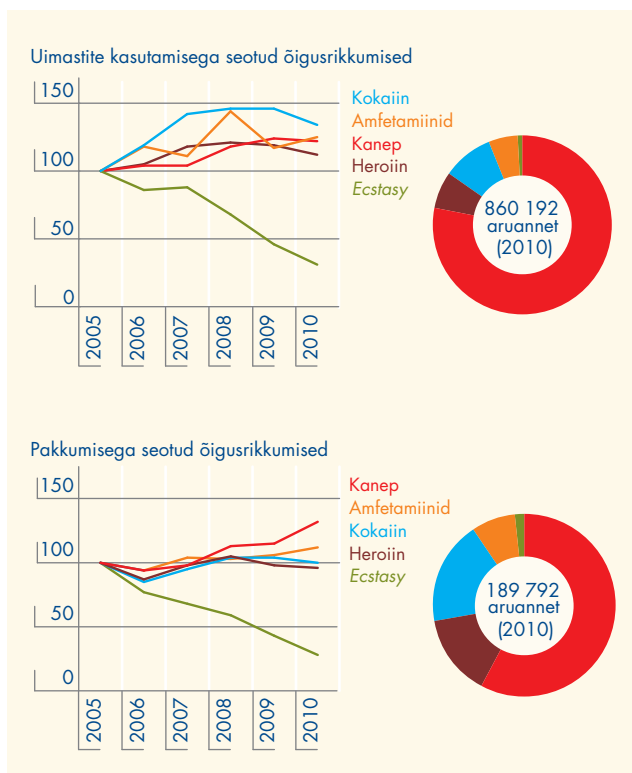 Uimastite kasutamisega seotud õigusrikkumised
150
100
50
0
2005
2006
2007
2008
2009
2010
Kokaiin
Amfetamiinid
Kanep
Heroiin
Ecstasy
860 192
aruannet
(2010)
Pakkumisega seotud õigusrikkumised
150
100
50
0
2005
2006
2007
2008
2009
2010
Kanep
Amfetamiinid
Kokaiin
Heroiin
Ecstasy
189 792
aruannet
(2010)